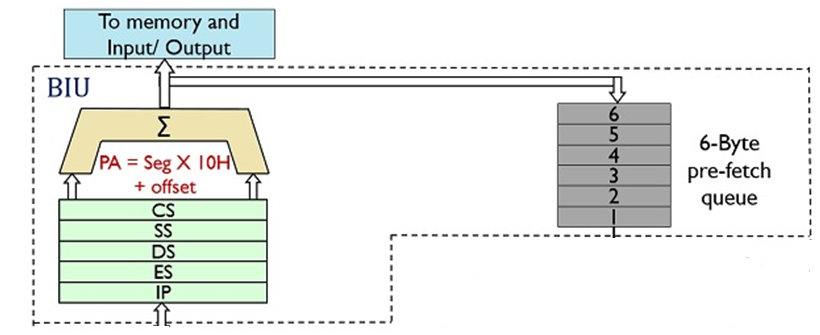 To memory and
Input/ Output
BIU
Σ
PA = Seg X 10H
+ offset
CS
SS
DS
ES
IP
6
5
4
3
2
1
6-Byte
pre-fetch
queue